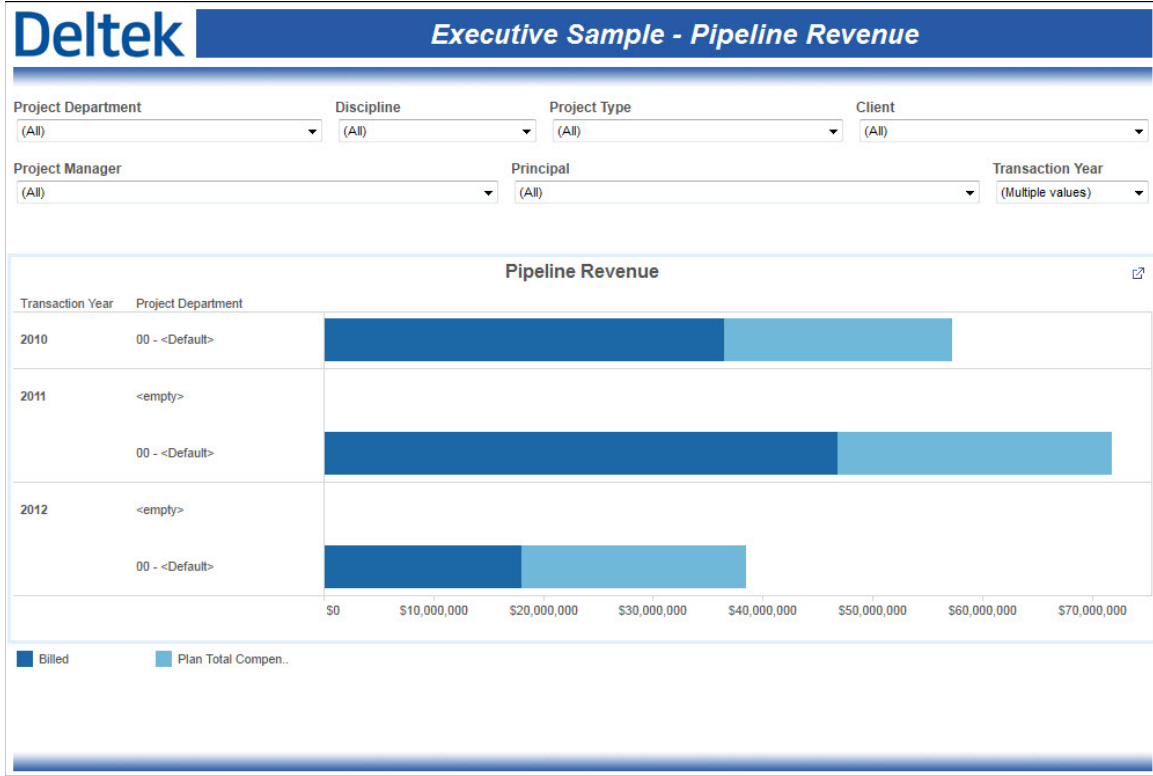 Deltek Executive Sample - Pipeline Revenue
Project Department Discipline Project Type Client
(All) (All) (All) (All)
Project Manager Principal Transaction Year
(All) (All) (Multiple values)
Pipeline Revenue
Transaction Year Project Department
2010 00 - <Default>
2011 <empty>
00 - <Default>
2012 <empty>
00 - <Default>
$0 $10,000,000 $20,000,000 $30,000,000 $40,000,000 $50,000,000 $60,000,000 $70,000,000
Billed Plan Total Compen..